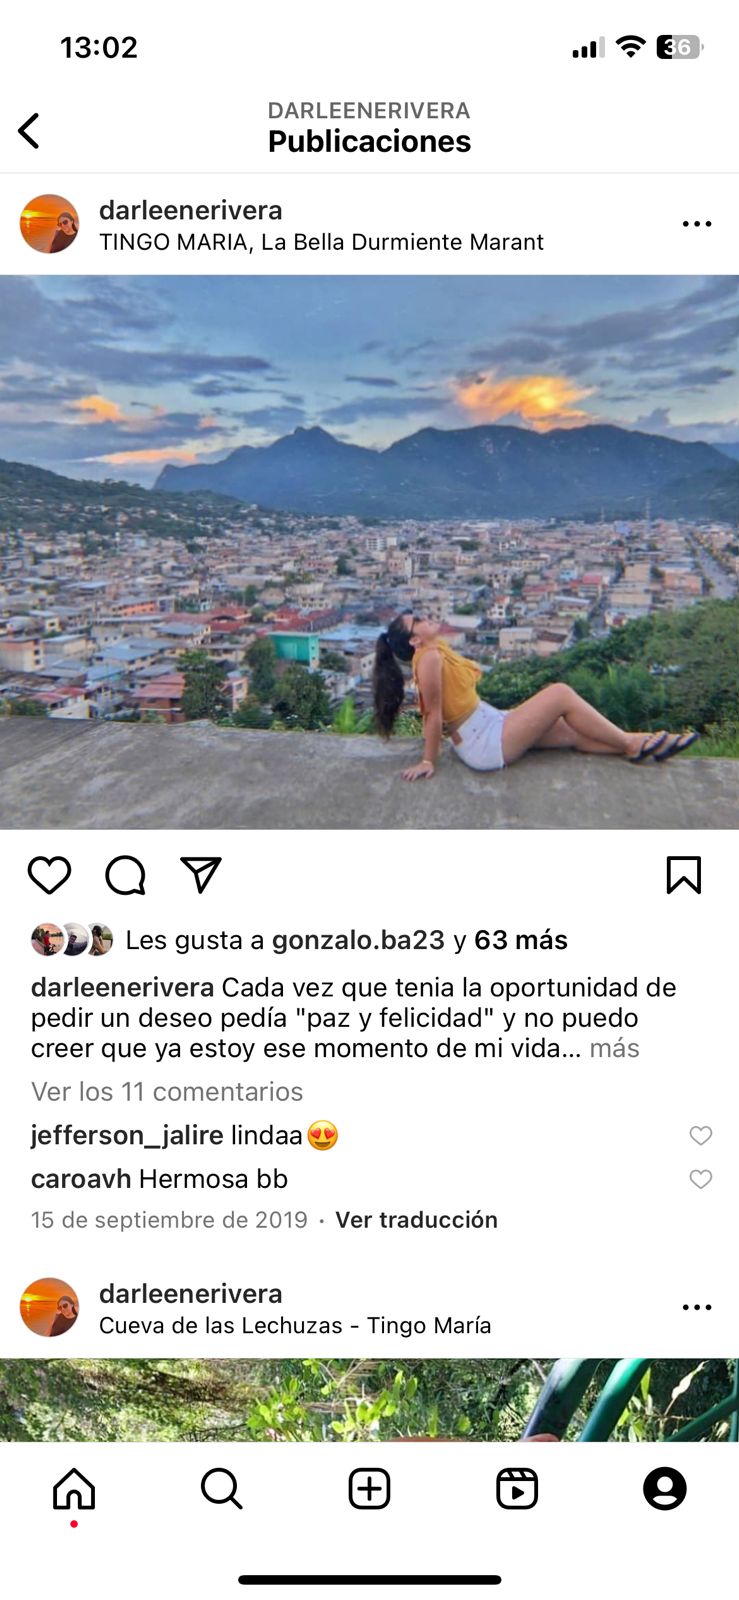 13:02
36
DARLEENERIVERA
Publicaciones
darleenerivera
TINGO MARIA, La Bella Durmiente Marant
Les gusta a gonzalo.ba23 y 63 más
darleenerivera Cada vez que tenia la oportunidad de
pedir un deseo pedía "paz y felicidad" y no puedo
creer que ya estoy ese momento de mi vida... más
Ver los 11 comentarios
jefferson_jalire lindaa😍
caroavh Hermosa bb
15 de septiembre de 2019 · Ver traducción
darleenerivera
Cueva de las Lechuzas - Tingo María